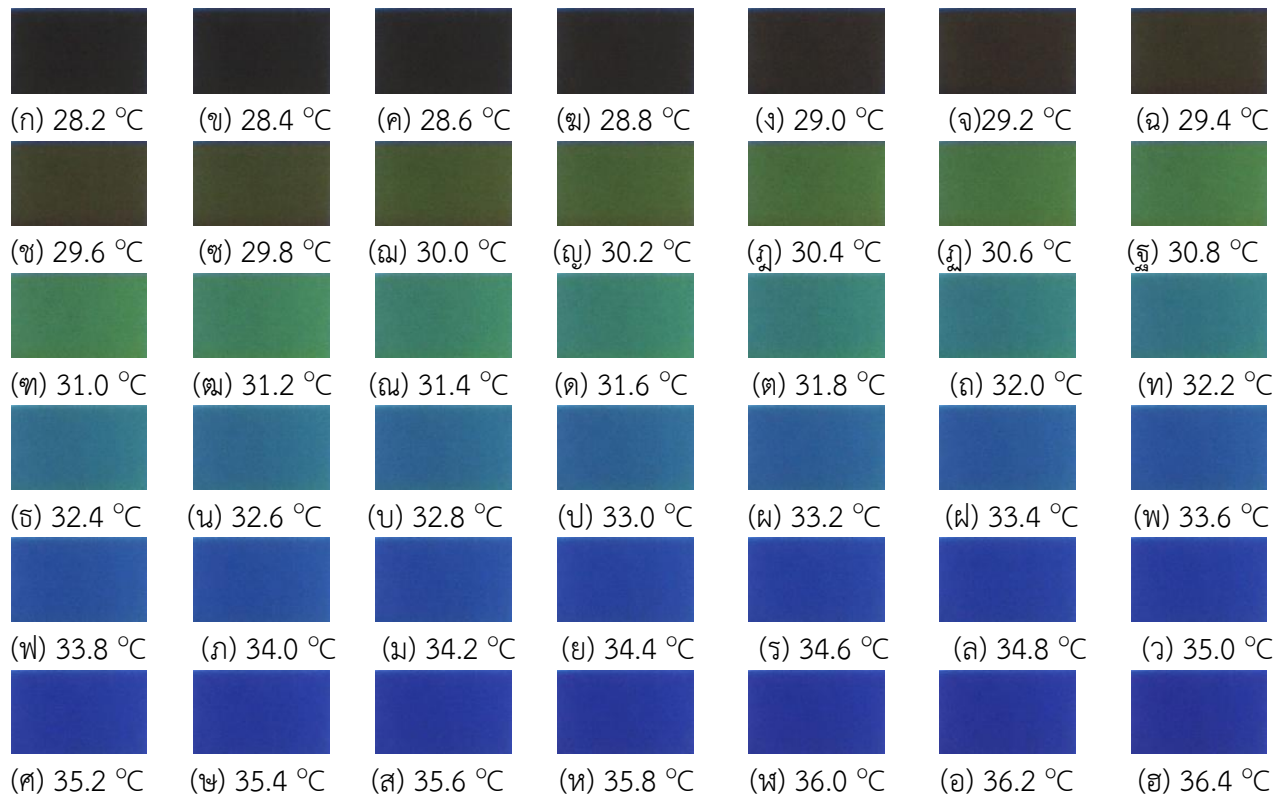 (ก) 28.2 °C (ข) 28.4 °C (ค) 28.6 °C (ฆ) 28.8 °C (ง) 29.0 °C (จ)29.2 °C (ฉ) 29.4 °C
(ช) 29.6 °C (ซ) 29.8 °C (ฌ) 30.0 °C (ญ) 30.2 °C (ฎ) 30.4 °C (ฏ) 30.6 °C (ฐ) 30.8 °C
(ฑ) 31.0 °C (ฒ) 31.2 °C (ณ) 31.4 °C (ด) 31.6 °C (ต) 31.8 °C (ถ) 32.0 °C (ท) 32.2 °C
(ธ) 32.4 °C (น) 32.6 °C (บ) 32.8 °C (ป) 33.0 °C (ผ) 33.2 °C (ฝ) 33.4 °C (พ) 33.6 °C
(ฟ) 33.8 °C (ภ) 34.0 °C (ม) 34.2 °C (ย) 34.4 °C (ร) 34.6 °C (ล) 34.8 °C (ว) 35.0 °C
(ศ) 35.2 °C (ษ) 35.4 °C (ส) 35.6 °C (ห) 35.8 °C (ฬ) 36.0 °C (อ) 36.2 °C (ฮ) 36.4 °C